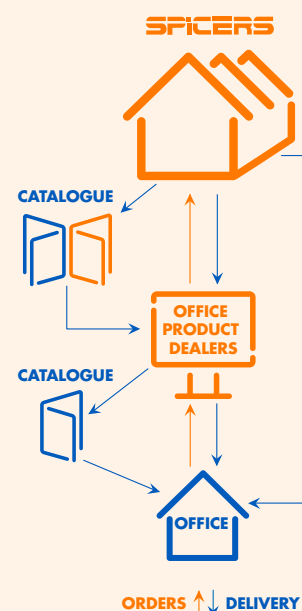 SPICERS
CATALOGUE
OFFICE
PRODUCT
DEALERS
CATALOGUE
OFFICE
ORDERS DELIVERY